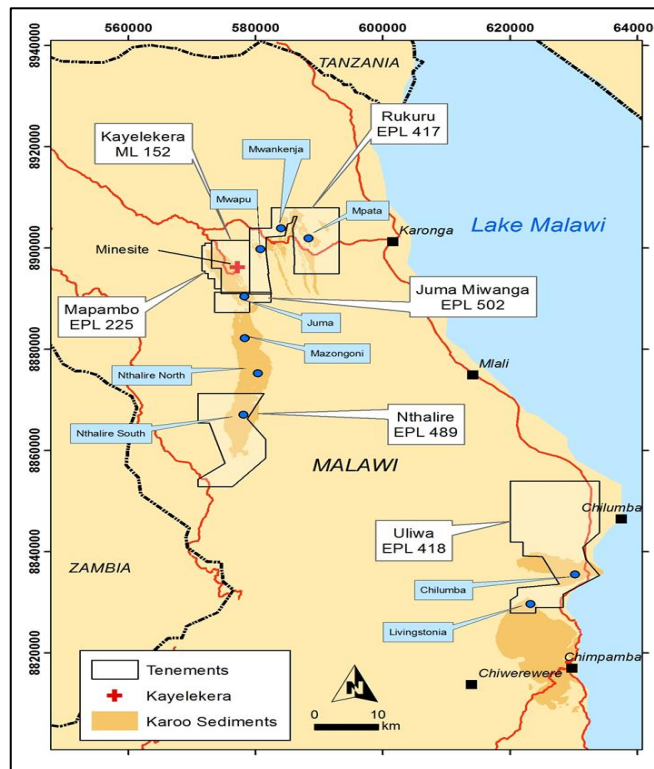 560000
580000
600000
620000
640000
8940000
8920000
8900000
8880000
8860000
8840000
8820000
TANZANIA
Rukuru
EPL 417
Kayelekera
ML 152
Mwankenja
Mwapu
Mpata
Karonga
Lake Malawi
Minesite
Mapambo
EPL 225
Juma Miwanga
EPL 502
Juma
Mazongoni
Mlali
Nthalire North
Nthalire
EPL 489
Nthalire South
MALAWI
Chilumba
Uliwa
EPL 418
ZAMBIA
Chilumba
Livingstonia
Chiwerewere
Chimpamba
Tenements
Kayelekera
Karoo Sediments
N
0 10
km